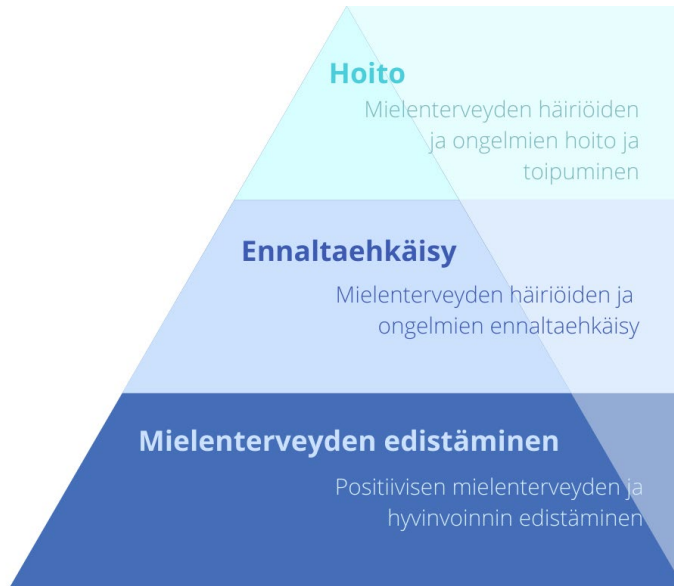 Hoito
Mielenterveyden häiriöiden
ja ongelmien hoito ja
toipuminen
Ennaltaehkäisy
Mielenterveyden häiriöiden ja
ongelmien ennaltaehkäisy
Mielenterveyden edistäminen
Positiivisen mielenterveyden ja
hyvinvoinnin edistäminen